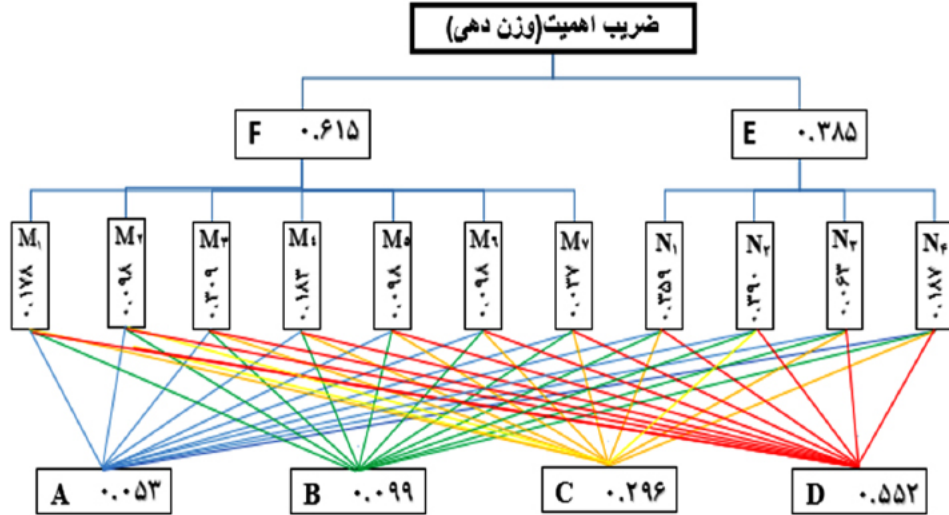 ضریب اهمیت(وزن دهی)
F ۰.۶۱۵
E ۰.۳۸۵
M۱ ۰.۱۷۸
M۲ ۰.۰۹۸
M۳ ۰.۳۰۹
M٤ ۰.۱۸۳
M۵ ۰.۰۹۸
M۶ ۰.۰۹۸
M۷ ۰.۰۳۷
N۱ ۰.۳۵۹
N۲ ۰.۳۹۰
N۳ ۰.۰۶۳
N۴ ۰.۱۸۷
A ۰.۰۵۳
B ۰.۰۹۹
C ۰.۲۹۶
D ۰.۵۵۲